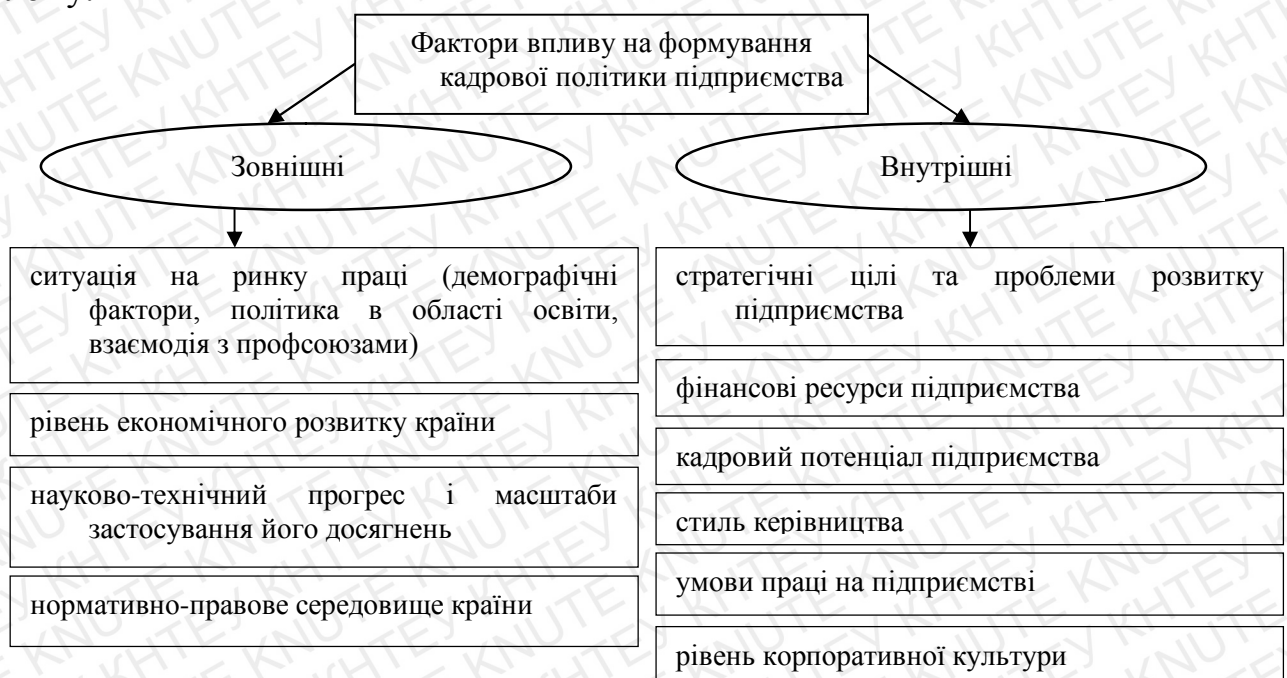 Фактори впливу на формування
кадрової політики підприємства
Зовнішні
Внутрішні
ситуація на ринку праці (демографічні
фактори, політика в області освіти,
взаємодія з профсоюзами)
рівень економічного розвитку країни
науково-технічний прогрес і масштаби
застосування його досягнень
нормативно-правове середовище країни
стратегічні цілі та проблеми розвитку
підприємства
фінансові ресурси підприємства
кадровий потенціал підприємства
стиль керівництва
умови праці на підприємстві
рівень корпоративної культури